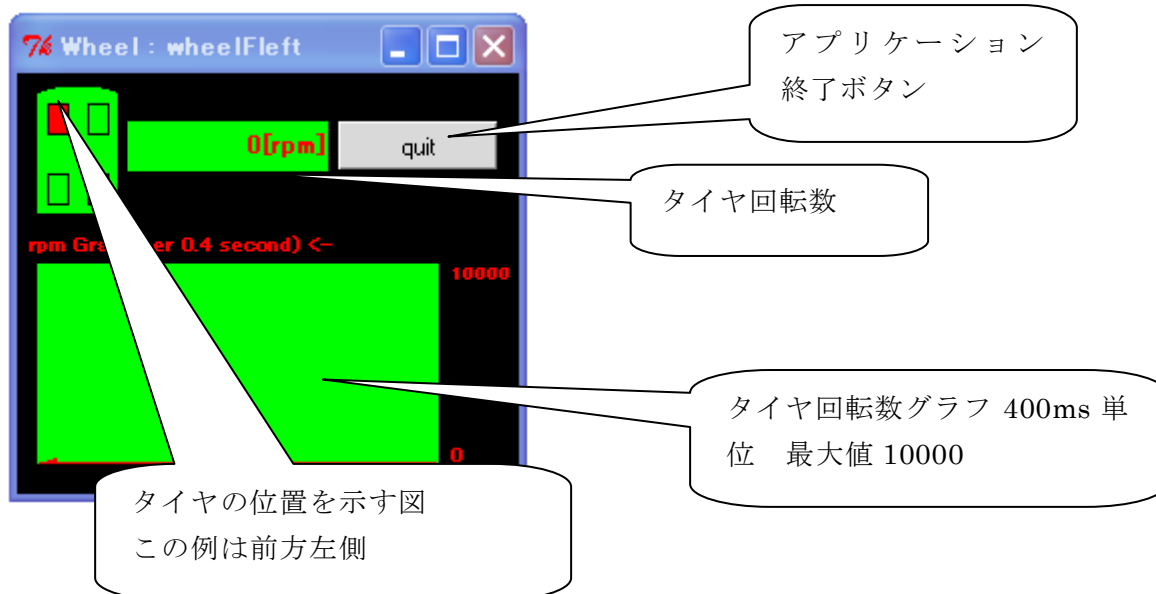 Wheel : wheelFleft
アプリケーション
終了ボタン
0[rpm]
quit
タイヤ回転数
rpm Gra er 0.4 second) <-
10000
タイヤ回転数グラフ 400ms 単
位 最大値 10000
0
タイヤの位置を示す図
この例は前方左側